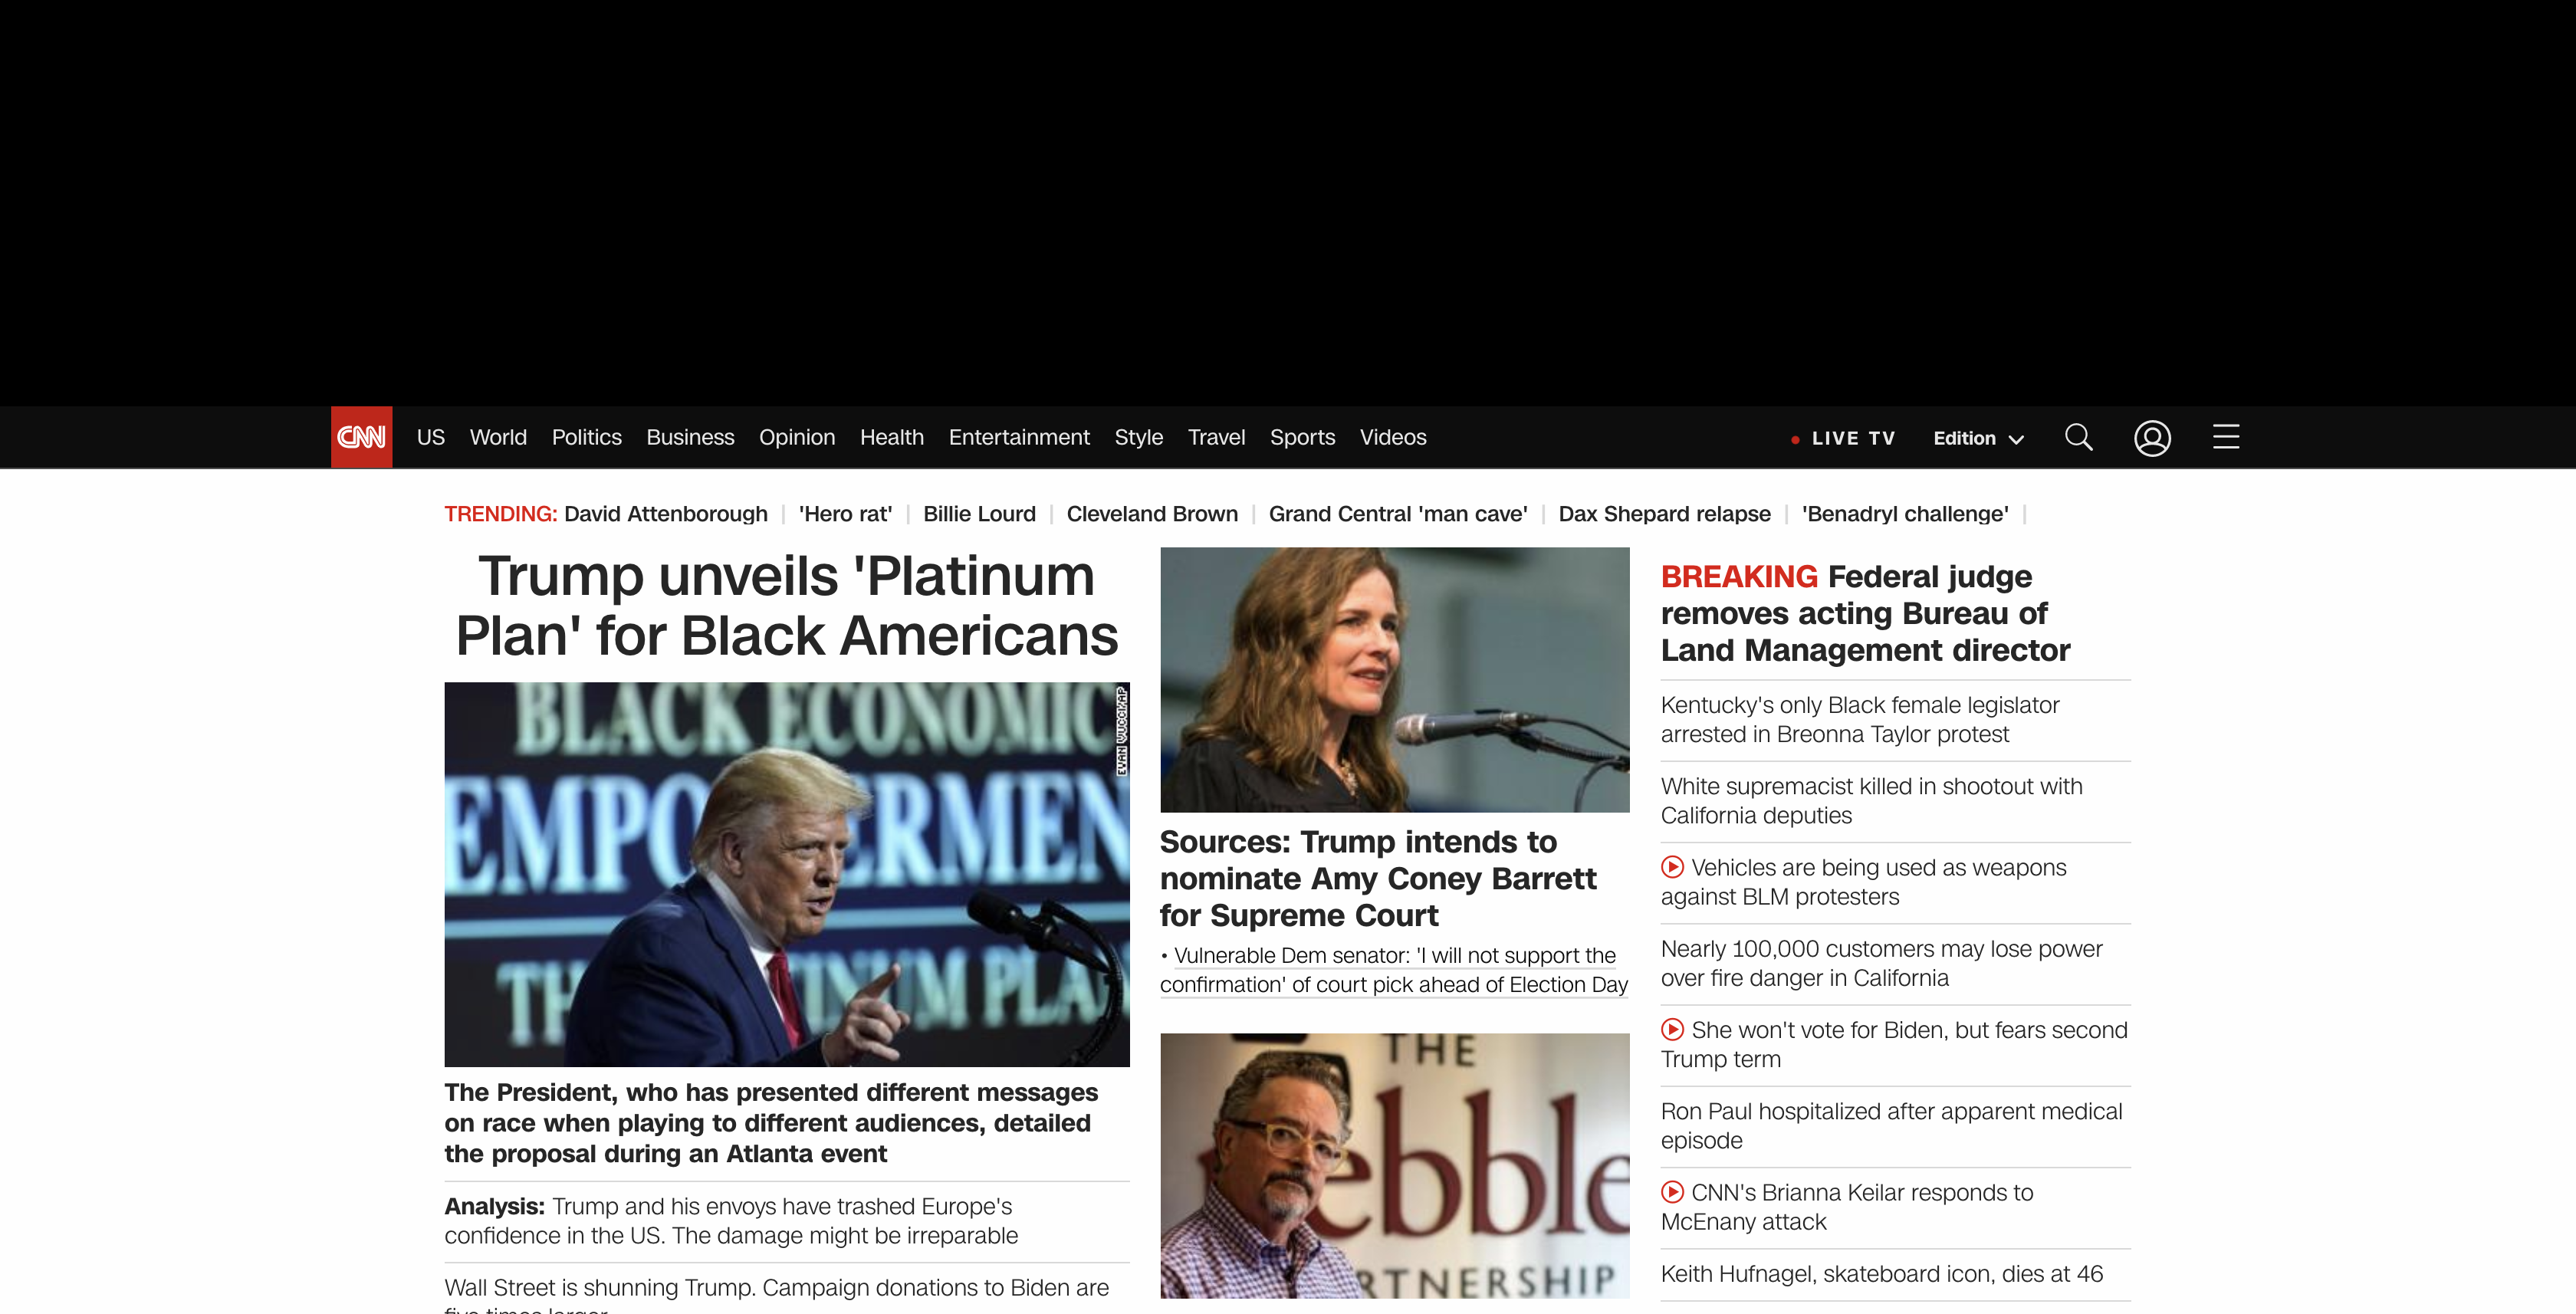 CNN US World Politics Business Opinion Health Entertainment Style Travel Sports Videos LIVE TV Edition
TRENDING: David Attenborough | 'Hero rat' | Billie Lourd | Cleveland Brown | Grand Central 'man cave' | Dax Shepard relapse | 'Benadryl challenge' |
Trump unveils 'Platinum
Plan' for Black Americans
BLACK ECONOMIC
EVAN VUCCI/AP
The President, who has presented different messages
on race when playing to different audiences, detailed
the proposal during an Atlanta event
Analysis: Trump and his envoys have trashed Europe's
confidence in the US. The damage might be irreparable
Wall Street is shunning Trump. Campaign donations to Biden are
Sources: Trump intends to
nominate Amy Coney Barrett
for Supreme Court
• Vulnerable Dem senator: 'I will not support the
confirmation' of court pick ahead of Election Day
THE
ebble
RTNERSHIP
BREAKING Federal judge
removes acting Bureau of
Land Management director
Kentucky's only Black female legislator
arrested in Breonna Taylor protest
White supremacist killed in shootout with
California deputies
Vehicles are being used as weapons
against BLM protesters
Nearly 100,000 customers may lose power
over fire danger in California
She won't vote for Biden, but fears second
Trump term
Ron Paul hospitalized after apparent medical
episode
CNN's Brianna Keilar responds to
McEnany attack
Keith Hufnagel, skateboard icon, dies at 46